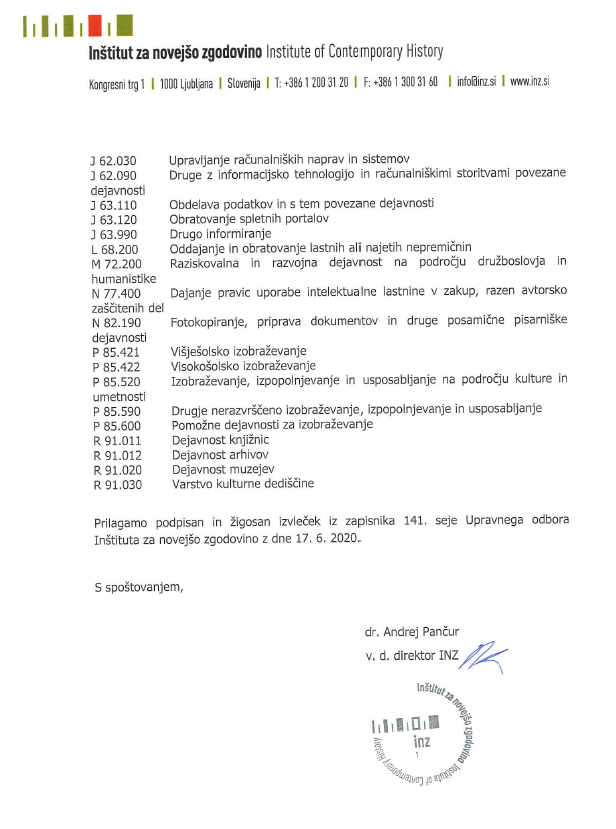 Inštitut za novejšo zgodovino Institute of Contemporary History
Kongresni trg 1 | 1000 Ljubljana | Slovenija | T: +386 1 200 31 20 | F: +386 1 300 31 60 | info@inz.si | www.inz.si
J 62.030 Upravljanje računalniških naprav in sistemov
J 62.090 Druge z informacijsko tehnologijo in računalniškimi storitvami povezane
dejavnosti
J 63.110 Obdelava podatkov in s tem povezane dejavnosti
J 63.120 Obratovanje spletnih portalov
J 63.990 Drugo informiranje
L 68.200 Oddajanje in obratovanje lastnih ali najetih nepremičnin
M 72.200 Raziskovalna in razvojna dejavnost na področju družboslovja in
humanistike
N 77.400 Dajanje pravic uporabe intelektualne lastnine v zakup, razen avtorsko
zaščitenih del
N 82.190 Fotokopiranje, priprava dokumentov in druge posamične pisarniške
dejavnosti
P 85.421 Višješolsko izobraževanje
P 85.422 Visokošolsko izobraževanje
P 85.520 Izobraževanje, izpopolnjevanje in usposabljanje na področju kulture in
umetnosti
P 85.590 Drugje nerazvrščeno izobraževanje, izpopolnjevanje in usposabljanje
P 85.600 Pomožne dejavnosti za izobraževanje
R 91.011 Dejavnost knjižnic
R 91.012 Dejavnost arhivov
R 91.020 Dejavnost muzejev
R 91.030 Varstvo kulturne dediščine
Prilagamo podpisan in žigosan izvleček iz zapisnika 141. seje Upravnega odbora
Inštituta za novejšo zgodovino z dne 17. 6. 2020.
S spoštovanjem,
dr. Andrej Pančur
v. d. direktor INZ
Inštitut za novejšo zgodovino Institute of Contemporary History
inz
1